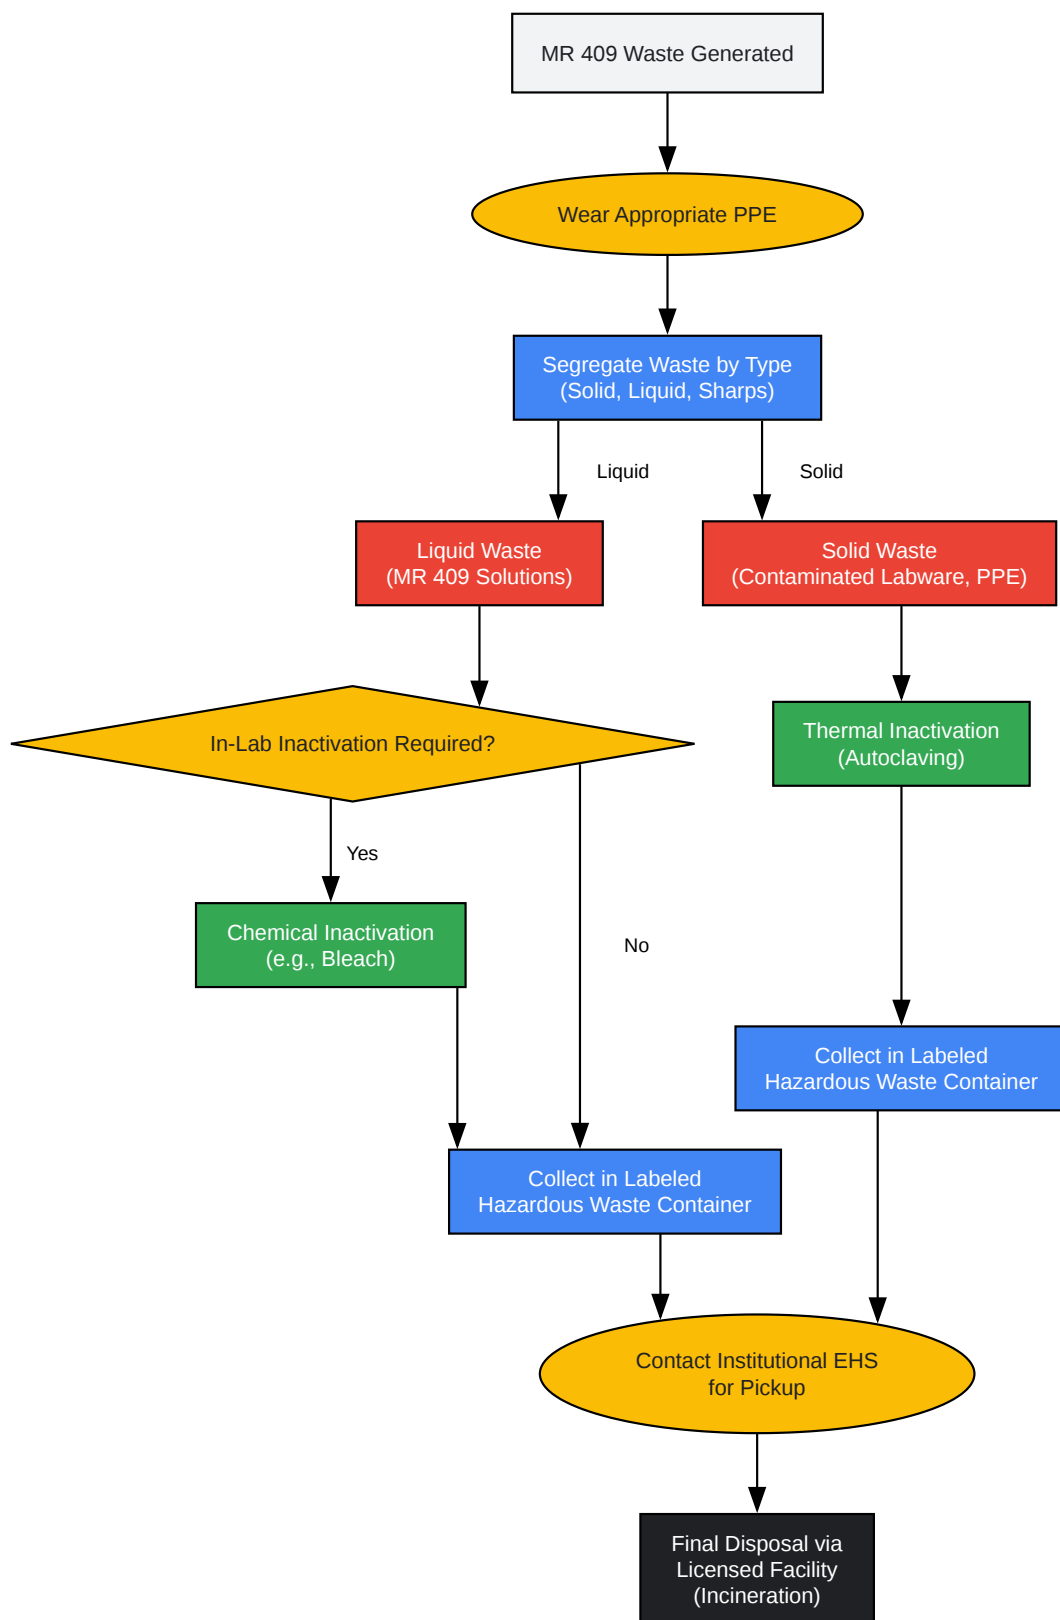 MR 409 Waste Generated
Wear Appropriate PPE
Segregate Waste by Type
(Solid, Liquid, Sharps)
Liquid
Solid
Liquid Waste
(MR 409 Solutions)
Solid Waste
(Contaminated Labware, PPE)
In-Lab Inactivation Required?
Thermal Inactivation
(Autoclaving)
Yes
Chemical Inactivation
(e.g., Bleach)
No
Collect in Labeled
Hazardous Waste Container
Collect in Labeled
Hazardous Waste Container
Contact Institutional EHS
for Pickup
Final Disposal via
Licensed Facility
(Incineration)